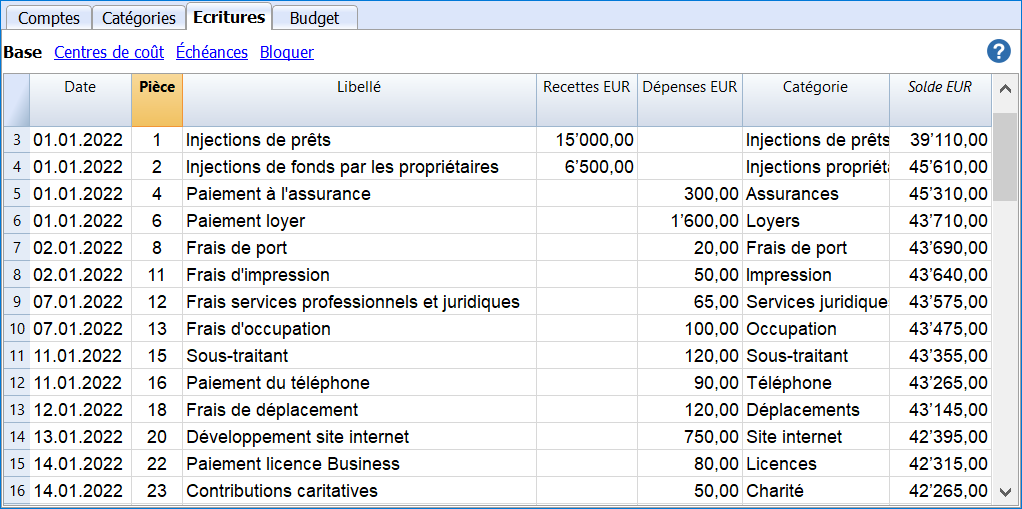 Comptes Catégories Ecritures Budget
Base Centres de coût Échéances Bloquer ?
Date Pièce Libellé Recettes EUR Dépenses EUR Catégorie Solde EUR
3 01.01.2022 1 Injections de prêts 15’000,00 Injections de prêts 39’110,00
4 01.01.2022 2 Injections de fonds par les propriétaires 6’500,00 Injections propriéta 45’610,00
5 01.01.2022 4 Paiement à l'assurance 300,00 Assurances 45’310,00
6 01.01.2022 6 Paiement loyer 1’600,00 Loyers 43’710,00
7 02.01.2022 8 Frais de port 20,00 Frais de port 43’690,00
8 02.01.2022 11 Frais d'impression 50,00 Impression 43’640,00
9 07.01.2022 12 Frais services professionnels et juridiques 65,00 Services juridique 43’575,00
10 07.01.2022 13 Frais d'occupation 100,00 Occupation 43’475,00
11 11.01.2022 15 Sous-traitant 120,00 Sous-traitant 43’355,00
12 11.01.2022 16 Paiement du téléphone 90,00 Téléphone 43’265,00
13 12.01.2022 18 Frais de déplacement 120,00 Déplacements 43’145,00
14 13.01.2022 20 Développement site internet 750,00 Site internet 42’395,00
15 14.01.2022 22 Paiement licence Business 80,00 Licences 42’315,00
16 14.01.2022 23 Contributions caritatives 50,00 Charité 42’265,00